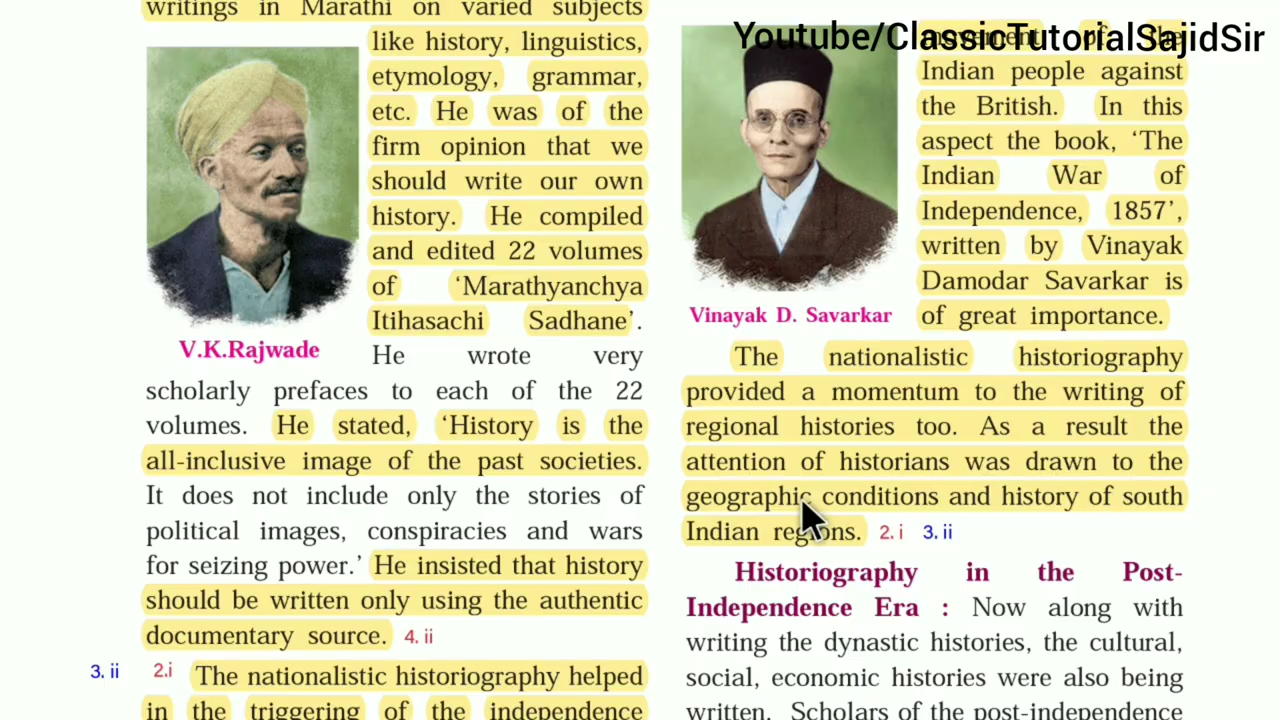 writings in Marathi on varied subjects
like history, linguistics,
etymology, grammar,
etc. He was of the
firm opinion that we
should write our own
history. He compiled
and edited 22 volumes
of 'Marathyanchya
Itihasachi Sadhane'.
V.K.Rajwade
He wrote very
scholarly prefaces to each of the 22
volumes. He stated, 'History is the
all-inclusive image of the past societies.
It does not include only the stories of
political images, conspiracies and wars
for seizing power.' He insisted that history
should be written only using the authentic
documentary source. 4. ii
3. ii 2.i The nationalistic historiography helped
in the triggering of the independence
Youtube/ClassicTutorialSajidSir
movement of the
Indian people against
the British. In this
aspect the book, 'The
Indian War of
Independence, 1857',
written by Vinayak
Damodar Savarkar is
of great importance.
Vinayak D. Savarkar
The nationalistic historiography
provided a momentum to the writing of
regional histories too. As a result the
attention of historians was drawn to the
geographic conditions and history of south
Indian regions. 2. i 3. ii
Historiography in the Post-
Independence Era : Now along with
writing the dynastic histories, the cultural,
social, economic histories were also being
written. Scholars of the post-independence